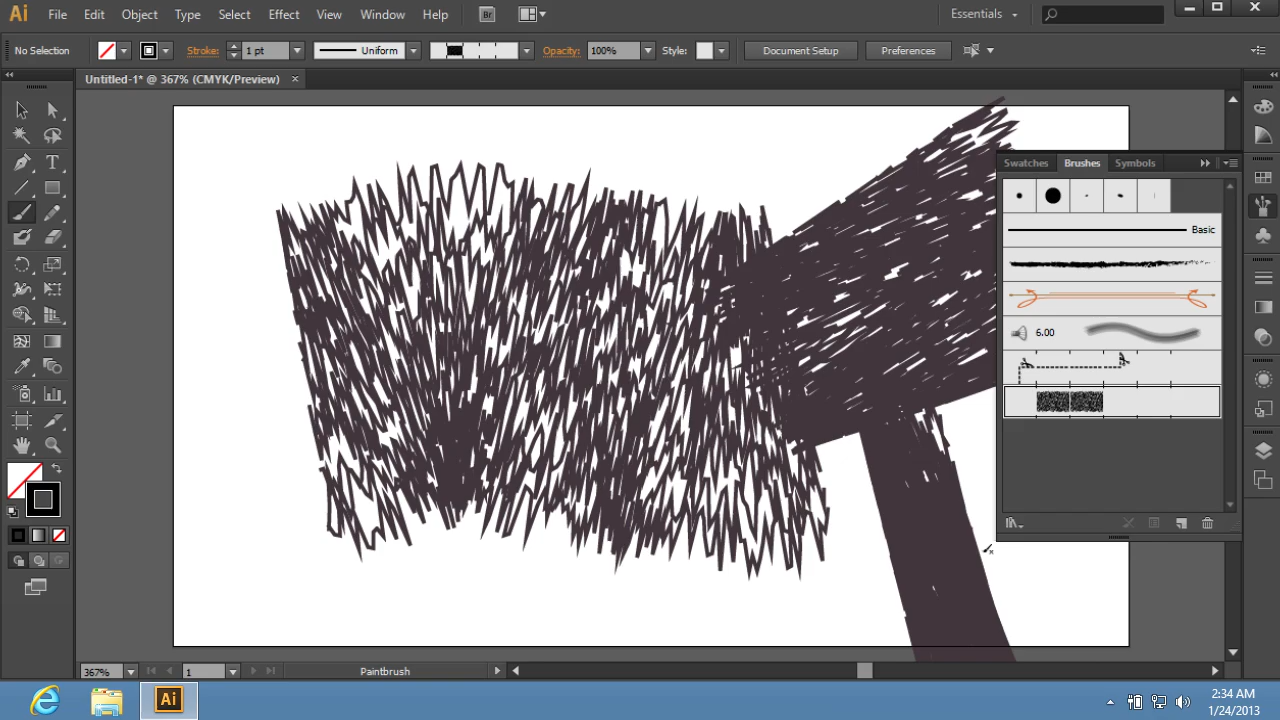 Ai File Edit Object Type Select Effect View Window Help Br Essentials
No Selection Stroke: 1 pt Uniform Opacity: 100% Style: Document Setup Preferences
Untitled-1* @ 367% (CMYK/Preview) ×
Swatches Brushes Symbols
Basic
6.00
367% 1 Paintbrush
Ai 2:34 AM
1/24/2013